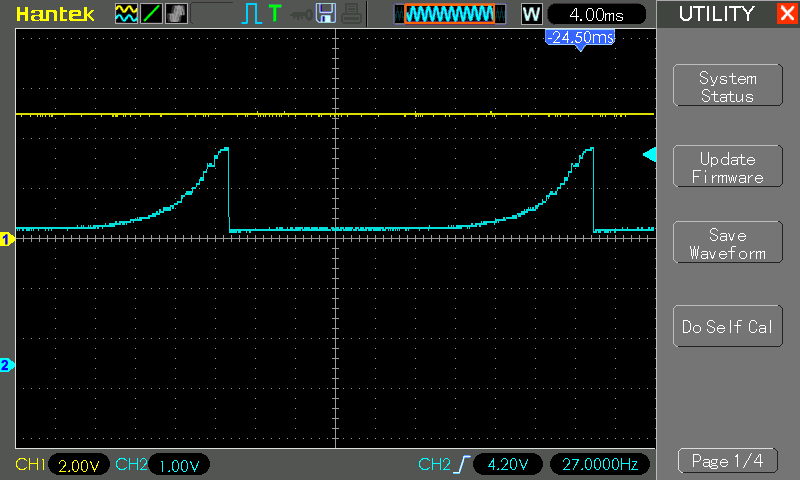 Hantek
T
W
4.00ms
UTILITY
-24.50ms
System
Status
Update
Firmware
Save
Waveform
Do Self Cal
Page 1/4
1
2
CH1 2.00V CH2 1.00V CH2 4.20V 27.0000Hz